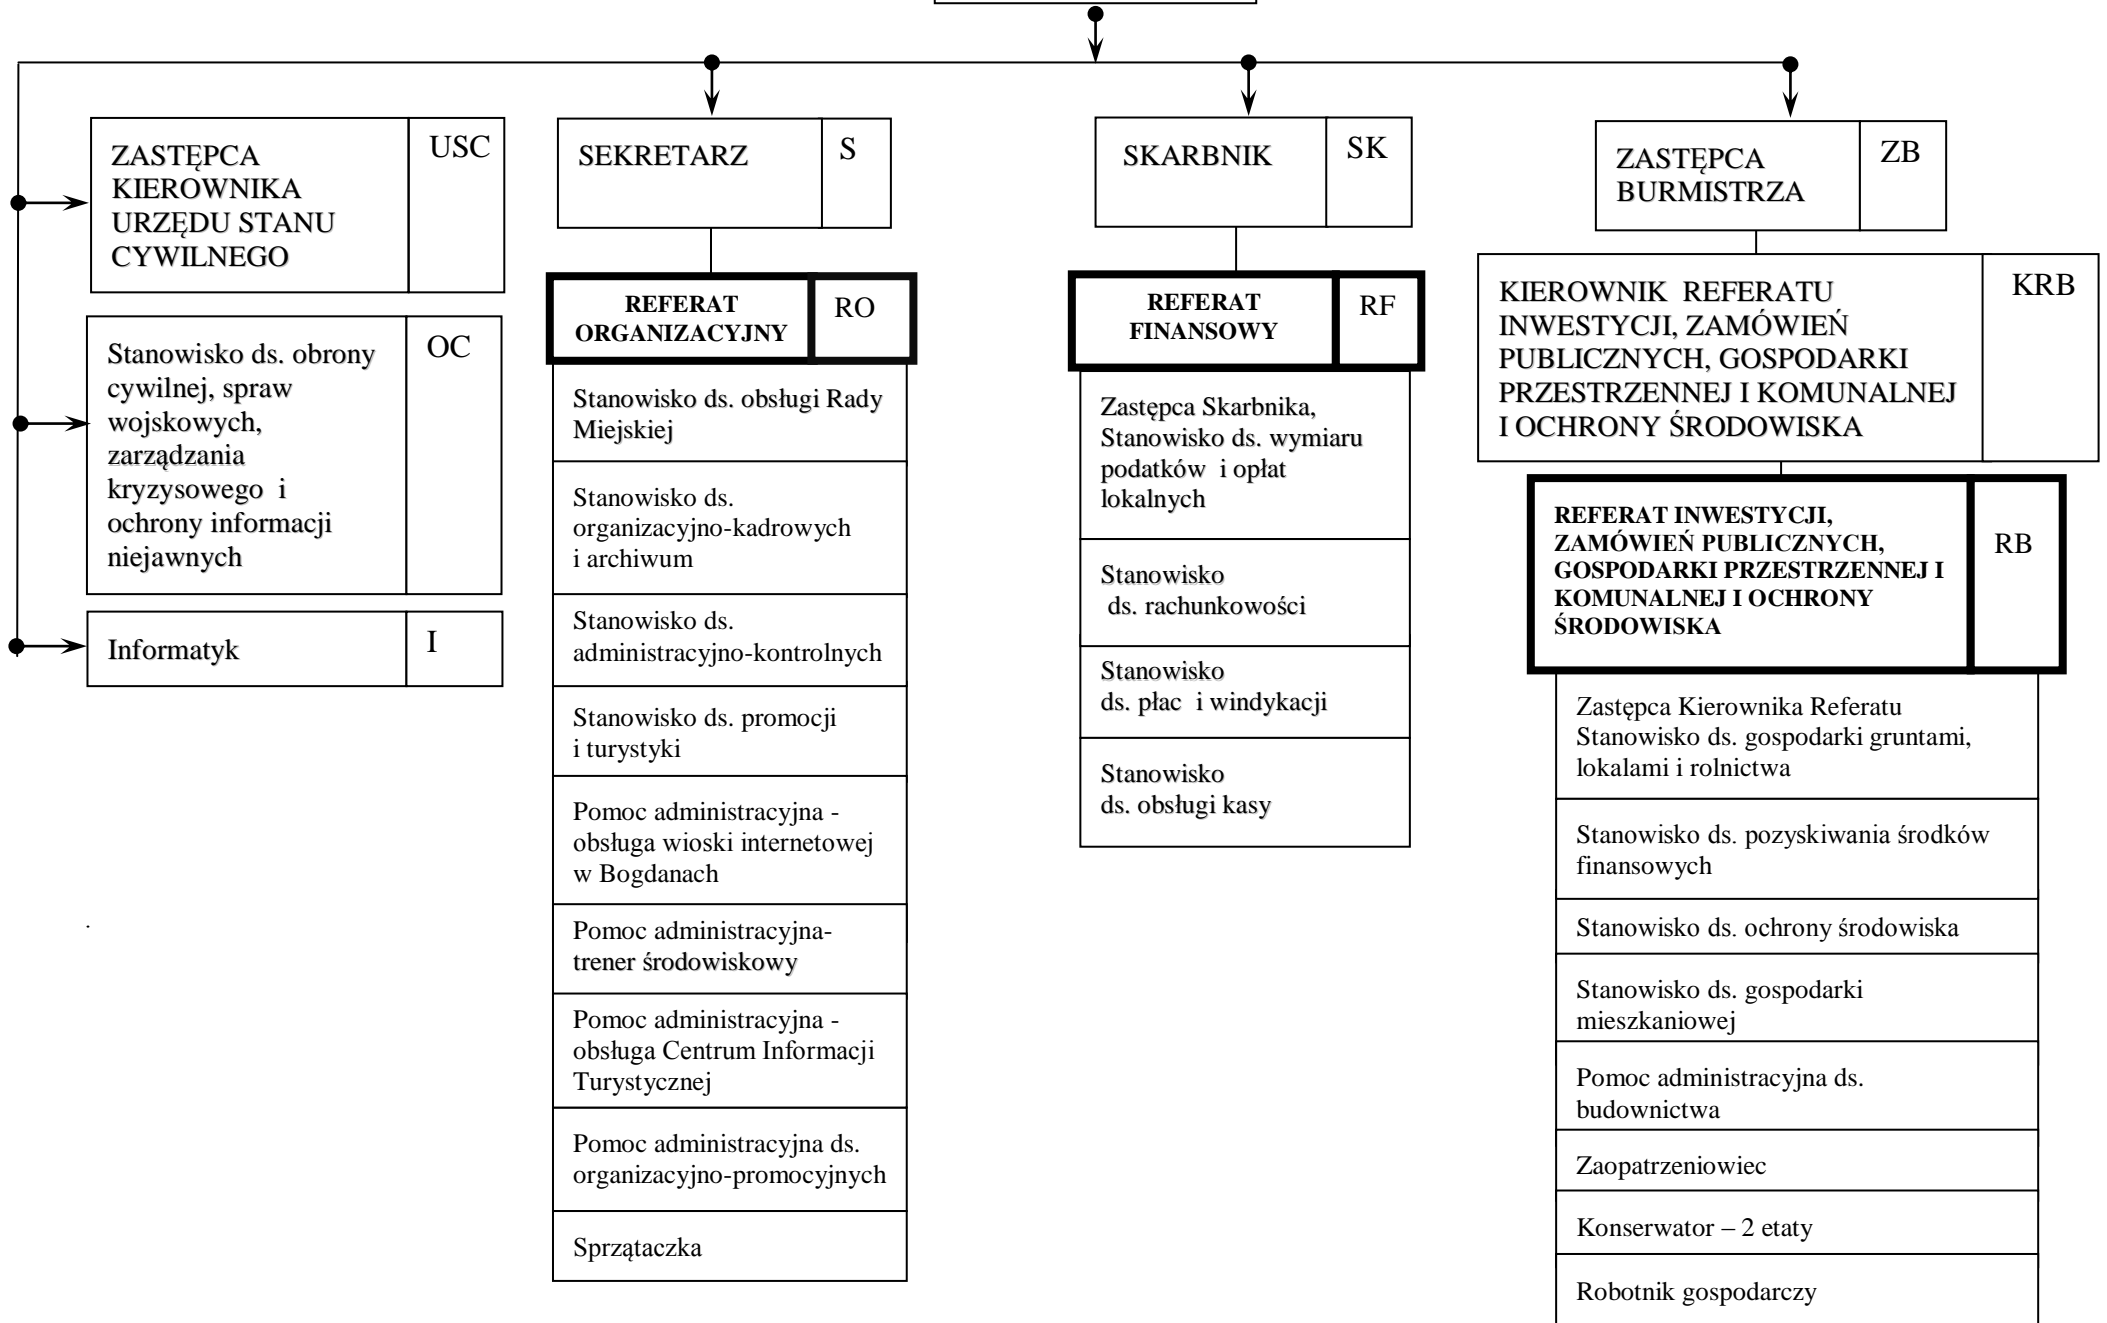 ZASTĘPCA
KIEROWNIKA
URZĘDU STANU
CYWILNEGO
USC
Stanowisko ds. obrony
cywilnej, spraw
wojskowych,
zarządzania
kryzysowego i
ochrony informacji
niejawnych
OC
Informatyk
I
SEKRETARZ
S
REFERAT
ORGANIZACYJNY
RO
Stanowisko ds. obsługi Rady
Miejskiej
Stanowisko ds.
organizacyjno-kadrowych
i archiwum
Stanowisko ds.
administracyjno-kontrolnych
Stanowisko ds. promocji
i turystyki
Pomoc administracyjna -
obsługa wioski internetowej
w Bogdanach
Pomoc administracyjna-
trener środowiskowy
Pomoc administracyjna -
obsługa Centrum Informacji
Turystycznej
Pomoc administracyjna ds.
organizacyjno-promocyjnych
Sprzątaczka
SKARBNIK
SK
REFERAT
FINANSOWY
RF
Zastępca Skarbnika,
Stanowisko ds. wymiaru
podatków i opłat
lokalnych
Stanowisko
ds. rachunkowości
Stanowisko
ds. płac i windykacji
Stanowisko
ds. obsługi kasy
ZASTĘPCA
BURMISTRZA
ZB
KIEROWNIK REFERATU
INWESTYCJI, ZAMÓWIEŃ
PUBLICZNYCH, GOSPODARKI
PRZESTRZENNEJ I KOMUNALNEJ
I OCHRONY ŚRODOWISKA
KRB
REFERAT INWESTYCJI,
ZAMÓWIEŃ PUBLICZNYCH,
GOSPODARKI PRZESTRZENNEJ I
KOMUNALNEJ I OCHRONY
ŚRODOWISKA
RB
Zastępca Kierownika Referatu
Stanowisko ds. gospodarki gruntami,
lokalami i rolnictwa
Stanowisko ds. pozyskiwania środków
finansowych
Stanowisko ds. ochrony środowiska
Stanowisko ds. gospodarki
mieszkaniowej
Pomoc administracyjna ds.
budownictwa
Zaopatrzeniowiec
Konserwator – 2 etaty
Robotnik gospodarczy
.